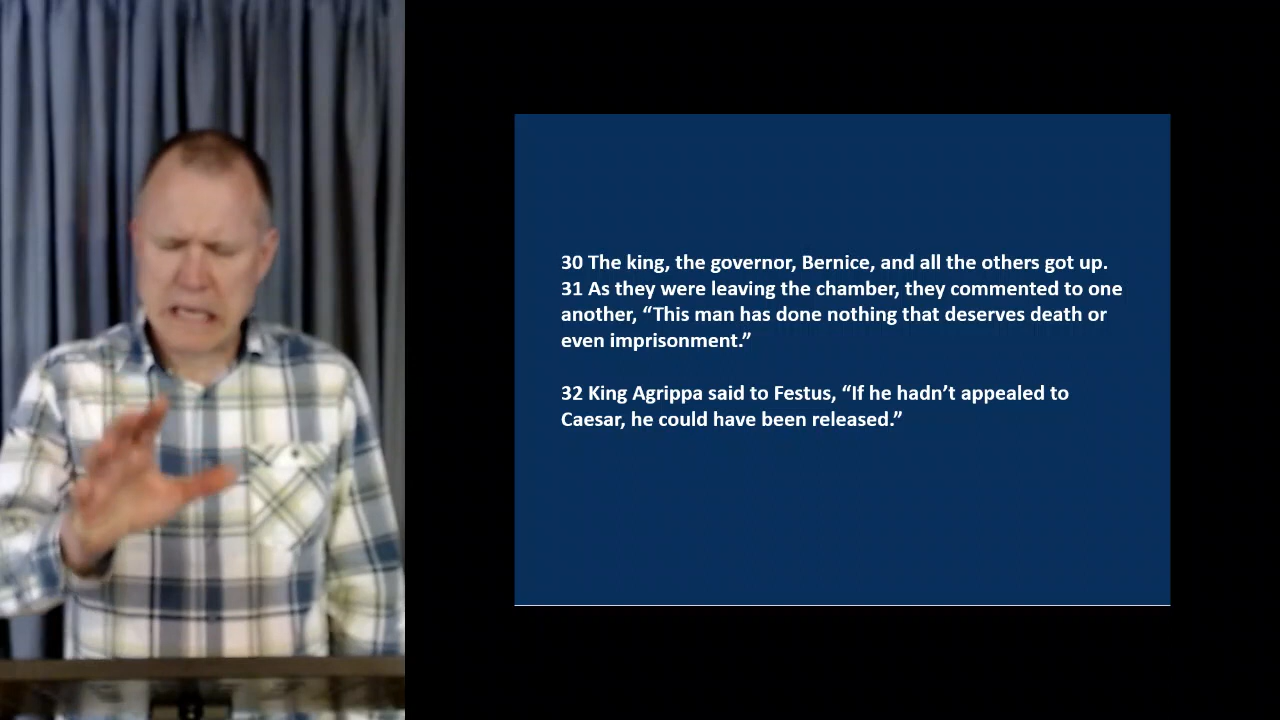 30 The king, the governor, Bernice, and all the others got up.
31 As they were leaving the chamber, they commented to one
another, “This man has done nothing that deserves death or
even imprisonment.”
32 King Agrippa said to Festus, “If he hadn’t appealed to
Caesar, he could have been released.”